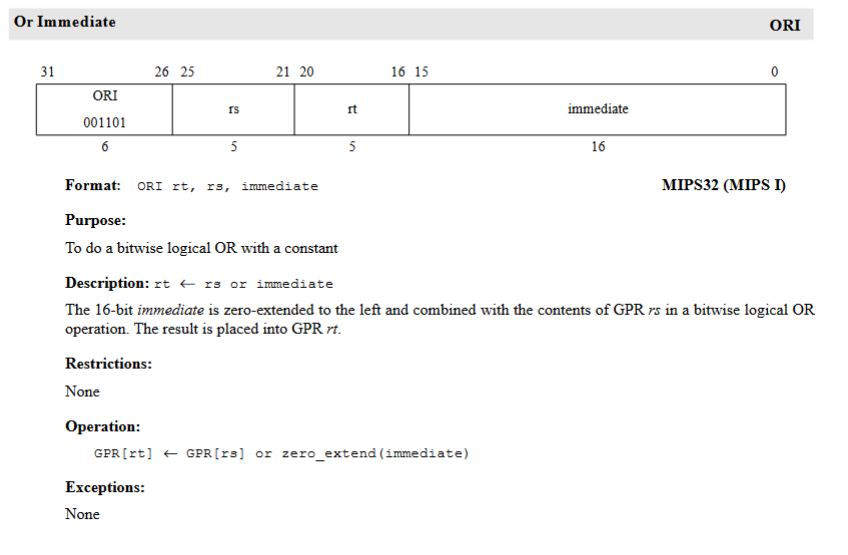 Or Immediate ORI
31 26 25 21 20 16 15 0
ORI
001101
rs
rt
immediate
6 5 5 16
Format: ORI rt, rs, immediate MIPS32 (MIPS I)
Purpose:
To do a bitwise logical OR with a constant
Description: rt ← rs or immediate
The 16-bit immediate is zero-extended to the left and combined with the contents of GPR rs in a bitwise logical OR
operation. The result is placed into GPR rt.
Restrictions:
None
Operation:
GPR[rt] ← GPR[rs] or zero_extend(immediate)
Exceptions:
None